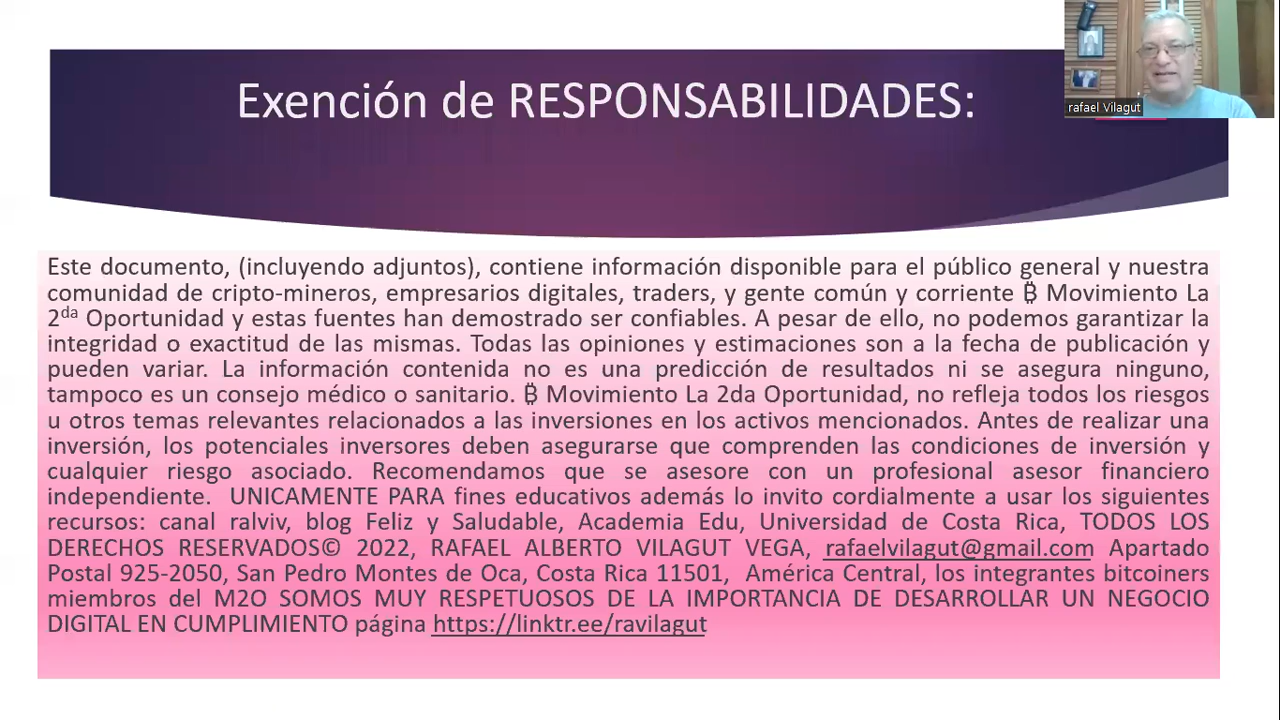 Exención de RESPONSABILIDADES:
rafael Vilagut
Este documento, (incluyendo adjuntos), contiene información disponible para el público general y nuestra
comunidad de cripto-mineros, empresarios digitales, traders, y gente común y corriente ₿ Movimiento La
2da Oportunidad y estas fuentes han demostrado ser confiables. A pesar de ello, no podemos garantizar la
integridad o exactitud de las mismas. Todas las opiniones y estimaciones son a la fecha de publicación y
pueden variar. La información contenida no es una predicción de resultados ni se asegura ninguno,
tampoco es un consejo médico o sanitario. ₿ Movimiento La 2da Oportunidad, no refleja todos los riesgos
u otros temas relevantes relacionados a las inversiones en los activos mencionados. Antes de realizar una
inversión, los potenciales inversores deben asegurarse que comprenden las condiciones de inversión y
cualquier riesgo asociado. Recomendamos que se asesore con un profesional asesor financiero
independiente. UNICAMENTE PARA fines educativos además lo invito cordialmente a usar los siguientes
recursos: canal ralviv, blog Feliz y Saludable, Academia Edu, Universidad de Costa Rica, TODOS LOS
DERECHOS RESERVADOS© 2022, RAFAEL ALBERTO VILAGUT VEGA, rafaelvilagut@gmail.com Apartado
Postal 925-2050, San Pedro Montes de Oca, Costa Rica 11501, América Central, los integrantes bitcoiners
miembros del M2O SOMOS MUY RESPETUOSOS DE LA IMPORTANCIA DE DESARROLLAR UN NEGOCIO
DIGITAL EN CUMPLIMIENTO página https://linktr.ee/ravilagut